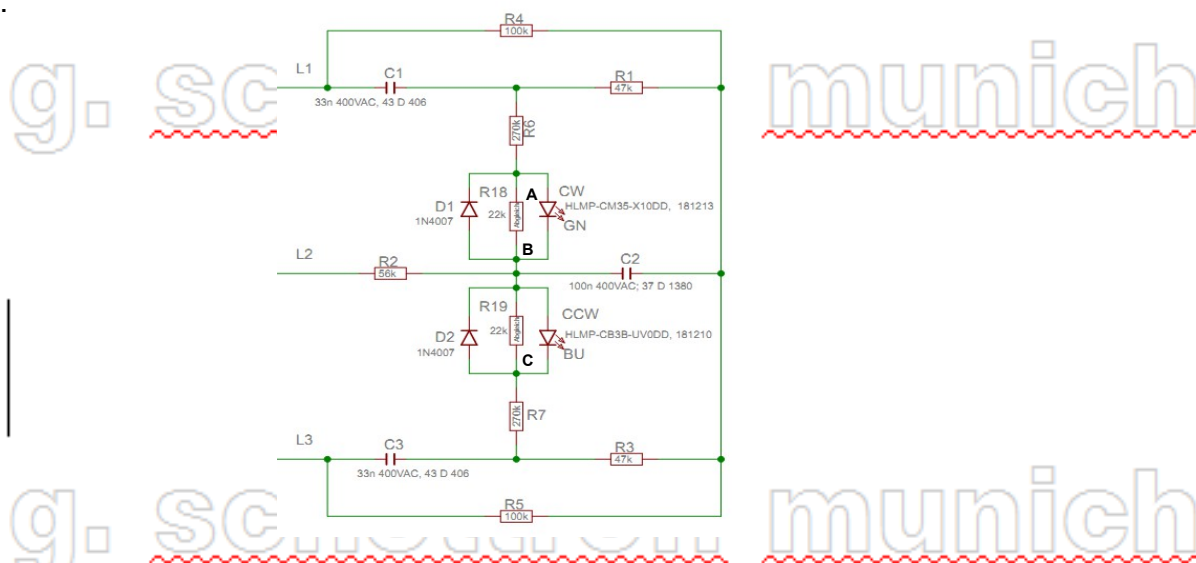 .
R4
100k
L1
C1
R1
47k
33n 400VAC, 43 D 406
g. sc munich
270k
R6
R18
A
CW
D1
22k
Abgleich
HLMP-CM35-X10DD, 181213
1N4007
GN
B
L2
R2
C2
56k
100n 400VAC; 37 D 1380
R19
CCW
D2
22k
Abgleich
HLMP-CB3B-UV0DD, 181210
1N4007
C
BU
270k
R7
L3
C3
R3
47k
33n 400VAC, 43 D 406
R5
100k
g. sc munich